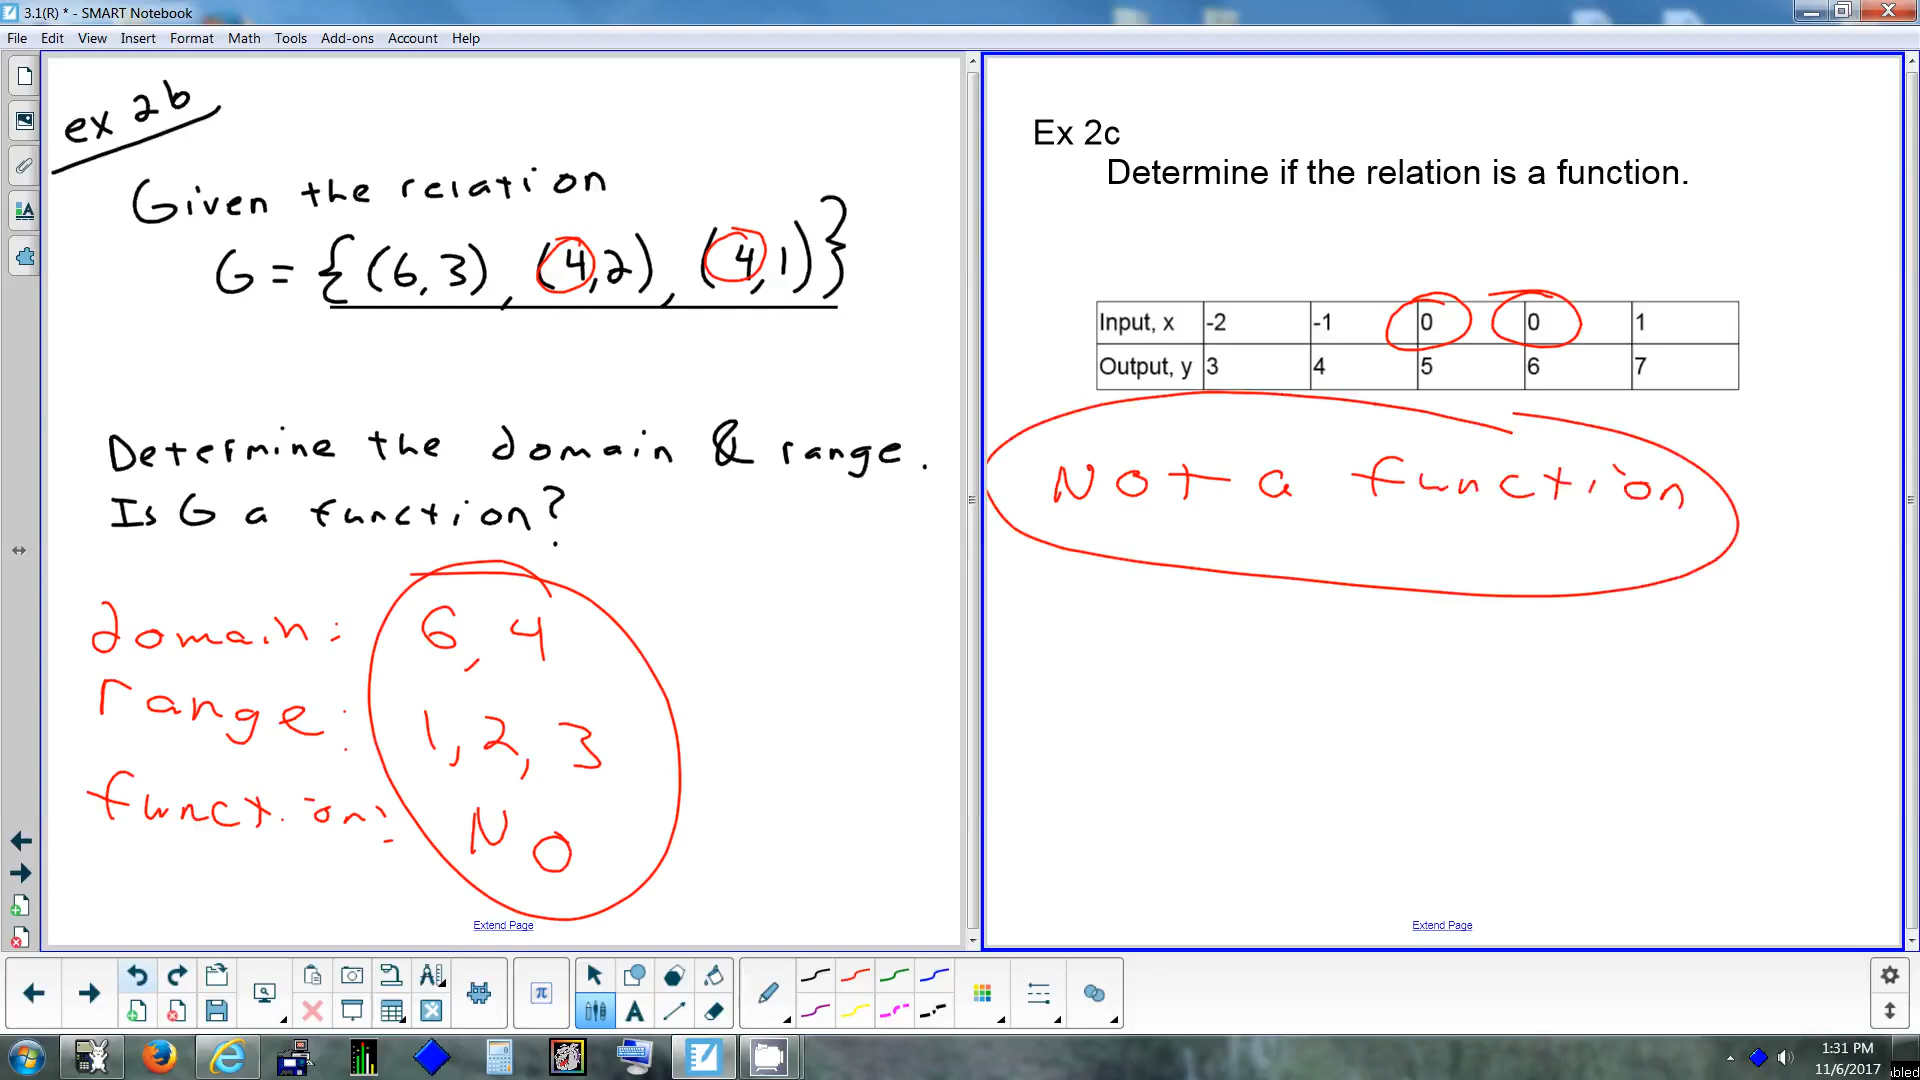 3.1(R) * - SMART Notebook
File Edit View Insert Format Math Tools Add-ons Account Help
ex 2b
Given the relation
G = {(6,3), (4,2), (4,1)}
Determine the domain & range.
Is G a function?
domain: 6, 4
range: 1, 2, 3
function: NO
Extend Page
Ex 2c
Determine if the relation is a function.
Input, x -2 -1 0 0 1
Output, y 3 4 5 6 7
Not a function
Extend Page
π
A
1:31 PM
11/6/2017
abled